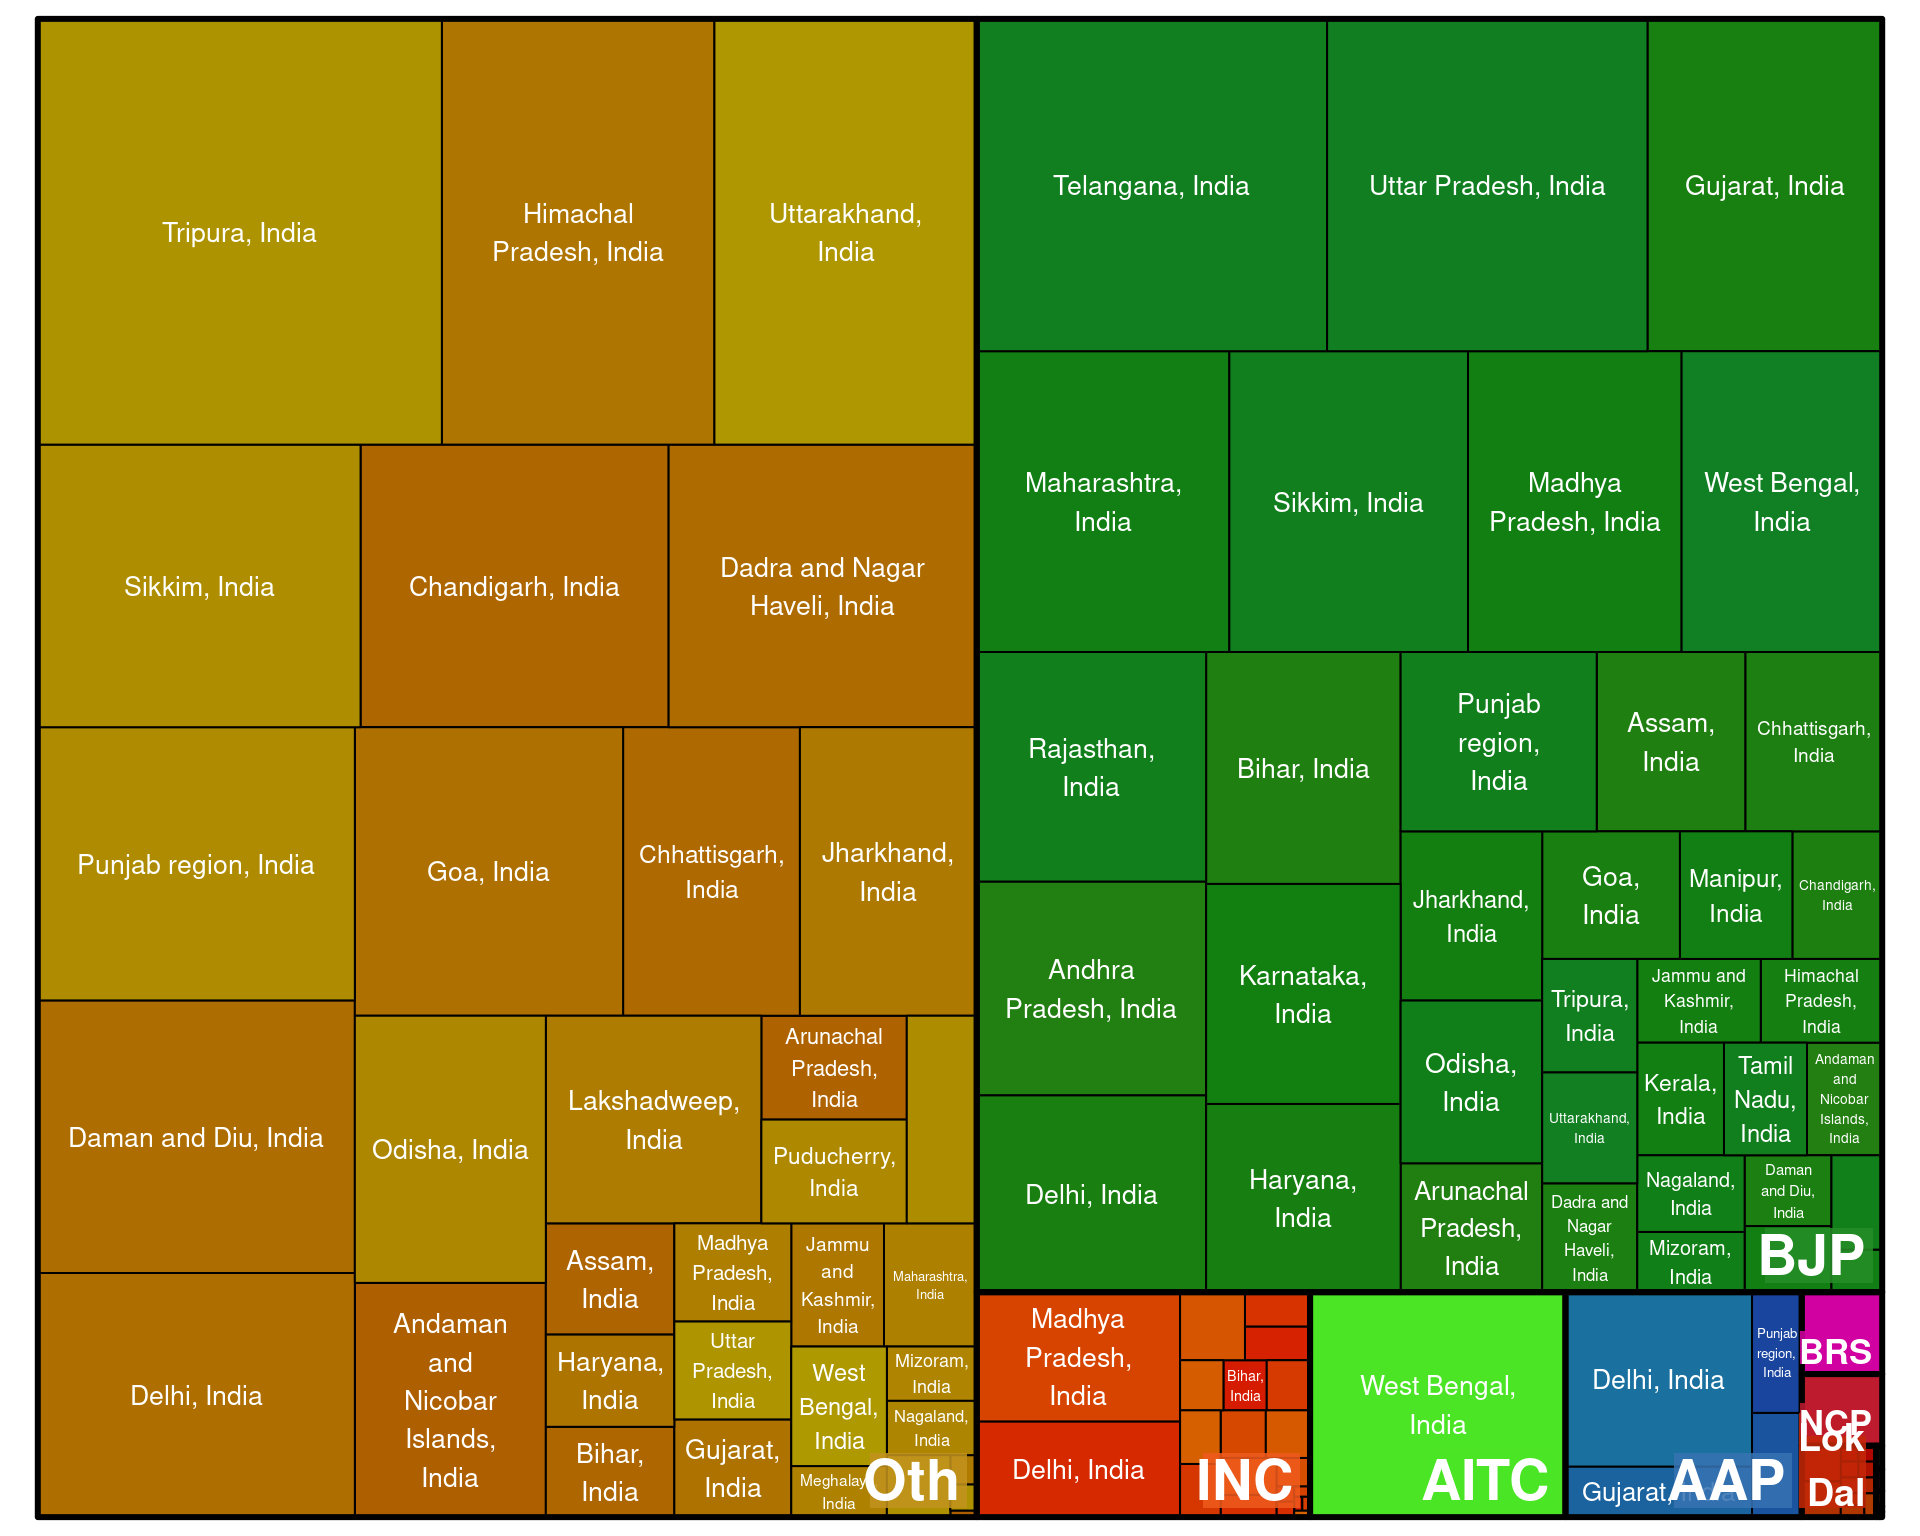 Tripura, India
Himachal
Pradesh, India
Uttarakhand,
India
Sikkim, India
Chandigarh, India
Dadra and Nagar
Haveli, India
Punjab region, India
Goa, India
Chhattisgarh,
India
Jharkhand,
India
Daman and Diu, India
Odisha, India
Lakshadweep,
India
Arunachal
Pradesh,
India
Puducherry,
India
Delhi, India
Andaman
and
Nicobar
Islands,
India
Assam,
India
Haryana,
India
Bihar,
India
Madhya
Pradesh,
India
Uttar
Pradesh,
India
Gujarat,
India
Jammu
and
Kashmir,
India
Maharashtra,
India
West
Bengal,
India
Mizoram,
India
Nagaland,
India
Meghalay
India
Oth
Telangana, India
Uttar Pradesh, India
Gujarat, India
Maharashtra,
India
Sikkim, India
Madhya
Pradesh, India
West Bengal,
India
Rajasthan,
India
Bihar, India
Punjab
region,
India
Assam,
India
Chhattisgarh,
India
Andhra
Pradesh, India
Karnataka,
India
Jharkhand,
India
Goa,
India
Manipur,
India
Chandigarh,
India
Odisha,
India
Tripura,
India
Jammu and
Kashmir,
India
Himachal
Pradesh,
India
Uttarakhand,
India
Kerala,
India
Tamil
Nadu,
India
Andaman
and
Nicobar
Islands,
India
Delhi, India
Haryana,
India
Arunachal
Pradesh,
India
Dadra and
Nagar
Haveli,
India
Nagaland,
India
Daman
and Diu,
India
Mizoram,
India
BJP
Madhya
Pradesh,
India
Delhi, India
Bihar,
India
INC
West Bengal,
India
AITC
Delhi, India
Punjab
region,
India
Gujarat, India
AAP
BRS
NCP
Lok
Dal